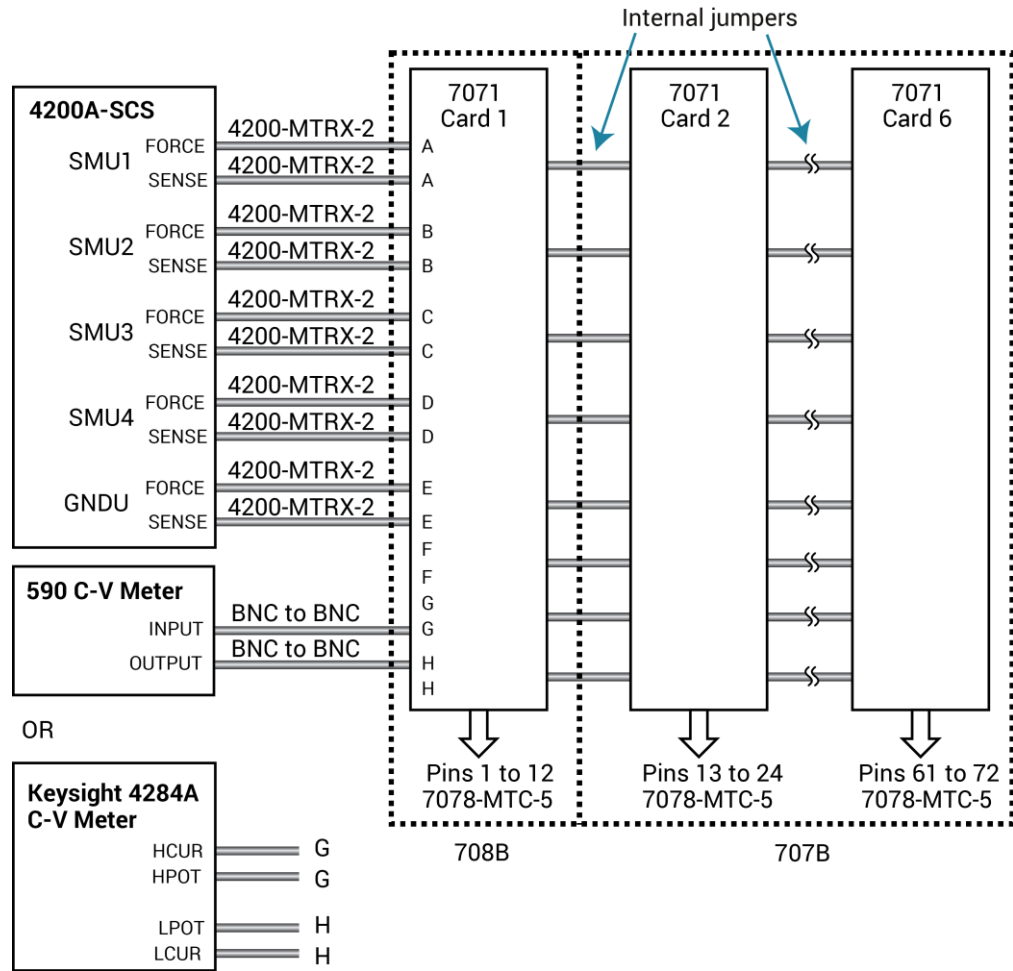 Internal jumpers
4200A-SCS
SMU1
FORCE
SENSE
4200-MTRX-2
4200-MTRX-2
A
A
SMU2
FORCE
SENSE
4200-MTRX-2
4200-MTRX-2
B
B
SMU3
FORCE
SENSE
4200-MTRX-2
4200-MTRX-2
C
C
SMU4
FORCE
SENSE
4200-MTRX-2
4200-MTRX-2
D
D
GNDU
FORCE
SENSE
4200-MTRX-2
4200-MTRX-2
E
E
F
F
G
G
H
H
590 C-V Meter
INPUT
OUTPUT
BNC to BNC
BNC to BNC
OR
Keysight 4284A
C-V Meter
HCUR
HPOT
LPOT
LCUR
G
G
H
H
7071
Card 1
7071
Card 2
7071
Card 6
Pins 1 to 12
7078-MTC-5
Pins 13 to 24
7078-MTC-5
Pins 61 to 72
7078-MTC-5
708B
707B